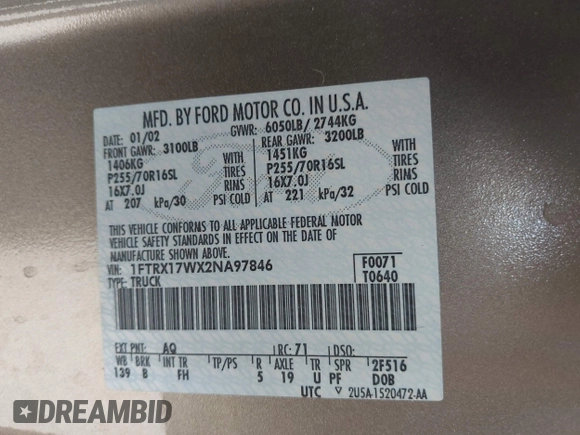 MFD. BY FORD MOTOR CO. IN U.S.A.
DATE: 01/02 GVWR: 6050LB/ 2744KG
FRONT GAWR: 3100LB REAR GAWR: 3200LB
1406KG WITH 1451KG WITH
P255/70R16SL TIRES P255/70R16SL TIRES
16X7.0J RIMS 16X7.0J RIMS
AT 207 kPa/30 PSI COLD AT 221 kPa/32 PSI COLD
THIS VEHICLE CONFORMS TO ALL APPLICABLE FEDERAL MOTOR
VEHICLE SAFETY STANDARDS IN EFFECT ON THE DATE OF
MANUFACTURE SHOWN ABOVE.
VIN: 1FTRX17WX2NA97846 F0071
TYPE: TRUCK T0640
EXT PNT: AQ RC: 71 DSO:
WB BRK INT TR TP/PS R AXLE TR SPR 2F516
139 B FH 5 19 U PF DOB
UTC ▽ 2U5A-1520472-AA
DREAMBID